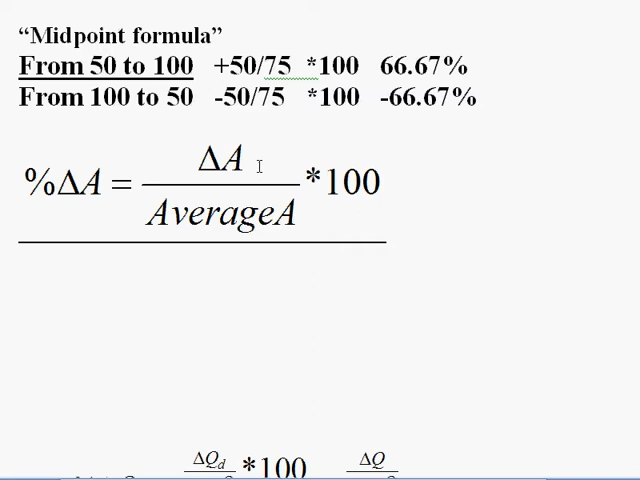 “Midpoint formula”
From 50 to 100 +50/75 *100 66.67%
From 100 to 50 -50/75 *100 -66.67%
%ΔA = ΔA / AverageA *100
ΔQd *100 ΔQ